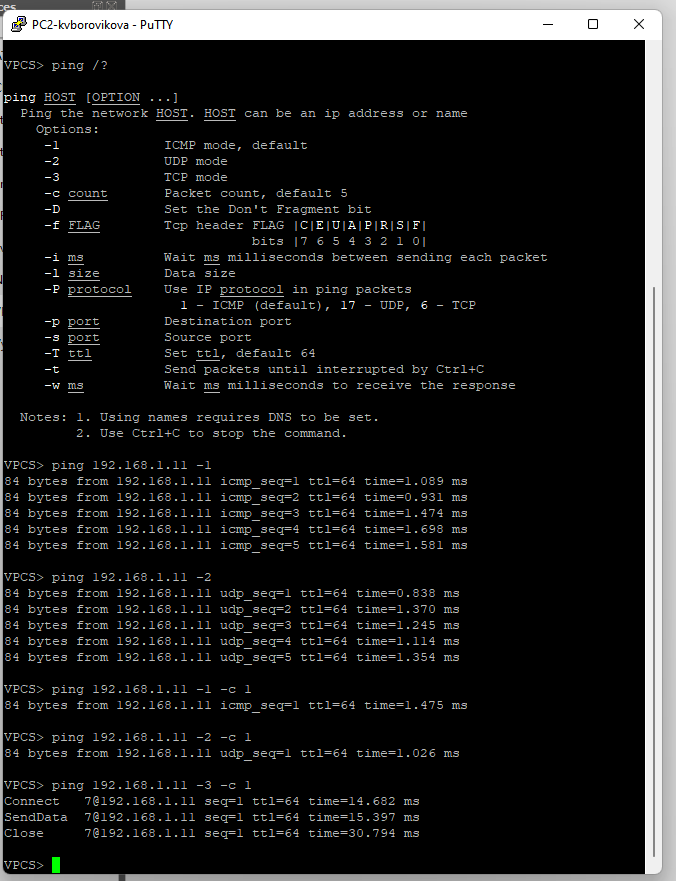 PC2-kvborovikova - PuTTY
VPCS> ping /?
ping HOST [OPTION ...]
Ping the network HOST. HOST can be an ip address or name
Options:
-1 ICMP mode, default
-2 UDP mode
-3 TCP mode
-c count Packet count, default 5
-D Set the Don't Fragment bit
-f FLAG Tcp header FLAG |C|E|U|A|P|R|S|F|
bits |7 6 5 4 3 2 1 0|
-i ms Wait ms milliseconds between sending each packet
-l size Data size
-P protocol Use IP protocol in ping packets
1 - ICMP (default), 17 - UDP, 6 - TCP
-p port Destination port
-s port Source port
-T ttl Set ttl, default 64
-t Send packets until interrupted by Ctrl+C
-w ms Wait ms milliseconds to receive the response
Notes: 1. Using names requires DNS to be set.
2. Use Ctrl+C to stop the command.
VPCS> ping 192.168.1.11 -1
84 bytes from 192.168.1.11 icmp_seq=1 ttl=64 time=1.089 ms
84 bytes from 192.168.1.11 icmp_seq=2 ttl=64 time=0.931 ms
84 bytes from 192.168.1.11 icmp_seq=3 ttl=64 time=1.474 ms
84 bytes from 192.168.1.11 icmp_seq=4 ttl=64 time=1.698 ms
84 bytes from 192.168.1.11 icmp_seq=5 ttl=64 time=1.581 ms
VPCS> ping 192.168.1.11 -2
84 bytes from 192.168.1.11 udp_seq=1 ttl=64 time=0.838 ms
84 bytes from 192.168.1.11 udp_seq=2 ttl=64 time=1.370 ms
84 bytes from 192.168.1.11 udp_seq=3 ttl=64 time=1.245 ms
84 bytes from 192.168.1.11 udp_seq=4 ttl=64 time=1.114 ms
84 bytes from 192.168.1.11 udp_seq=5 ttl=64 time=1.354 ms
VPCS> ping 192.168.1.11 -1 -c 1
84 bytes from 192.168.1.11 icmp_seq=1 ttl=64 time=1.475 ms
VPCS> ping 192.168.1.11 -2 -c 1
84 bytes from 192.168.1.11 udp_seq=1 ttl=64 time=1.026 ms
VPCS> ping 192.168.1.11 -3 -c 1
Connect 7@192.168.1.11 seq=1 ttl=64 time=14.682 ms
SendData 7@192.168.1.11 seq=1 ttl=64 time=15.397 ms
Close 7@192.168.1.11 seq=1 ttl=64 time=30.794 ms
VPCS>